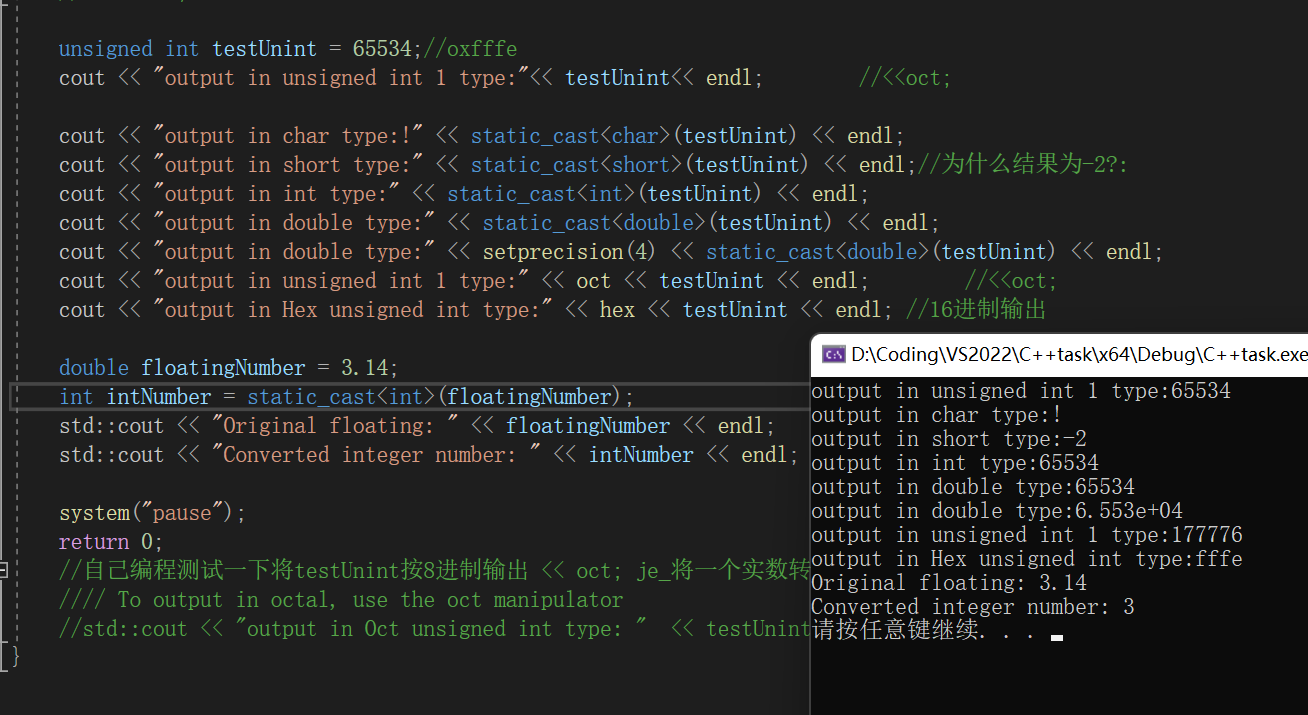 unsigned int testUnint = 65534;//oxfffe
cout << "output in unsigned int 1 type:"<< testUnint<< endl;        //<<oct;
cout << "output in char type:!" << static_cast<char>(testUnint) << endl;
cout << "output in short type:" << static_cast<short>(testUnint) << endl;//为什么结果为-2?:
cout << "output in int type:" << static_cast<int>(testUnint) << endl;
cout << "output in double type:" << static_cast<double>(testUnint) << endl;
cout << "output in double type:" << setprecision(4) << static_cast<double>(testUnint) << endl;
cout << "output in unsigned int 1 type:" << oct << testUnint << endl;        //<<oct;
cout << "output in Hex unsigned int type:" << hex << testUnint << endl; //16进制输出
double floatingNumber = 3.14;
int intNumber = static_cast<int>(floatingNumber);
std::cout << "Original floating: " << floatingNumber << endl;
std::cout << "Converted integer number: " << intNumber << endl;
system("pause");
return 0;
//自己编程测试一下将testUnint按8进制输出 << oct; je_将一个实数转
//// To output in octal, use the oct manipulator
//std::cout << "output in Oct unsigned int type: "  << testUnint
}
D:\Coding\VS2022\C++task\x64\Debug\C++task.exe
output in unsigned int 1 type:65534
output in char type:!
output in short type:-2
output in int type:65534
output in double type:65534
output in double type:6.553e+04
output in unsigned int 1 type:177776
output in Hex unsigned int type:fffe
Original floating: 3.14
Converted integer number: 3
请按任意键继续. . .